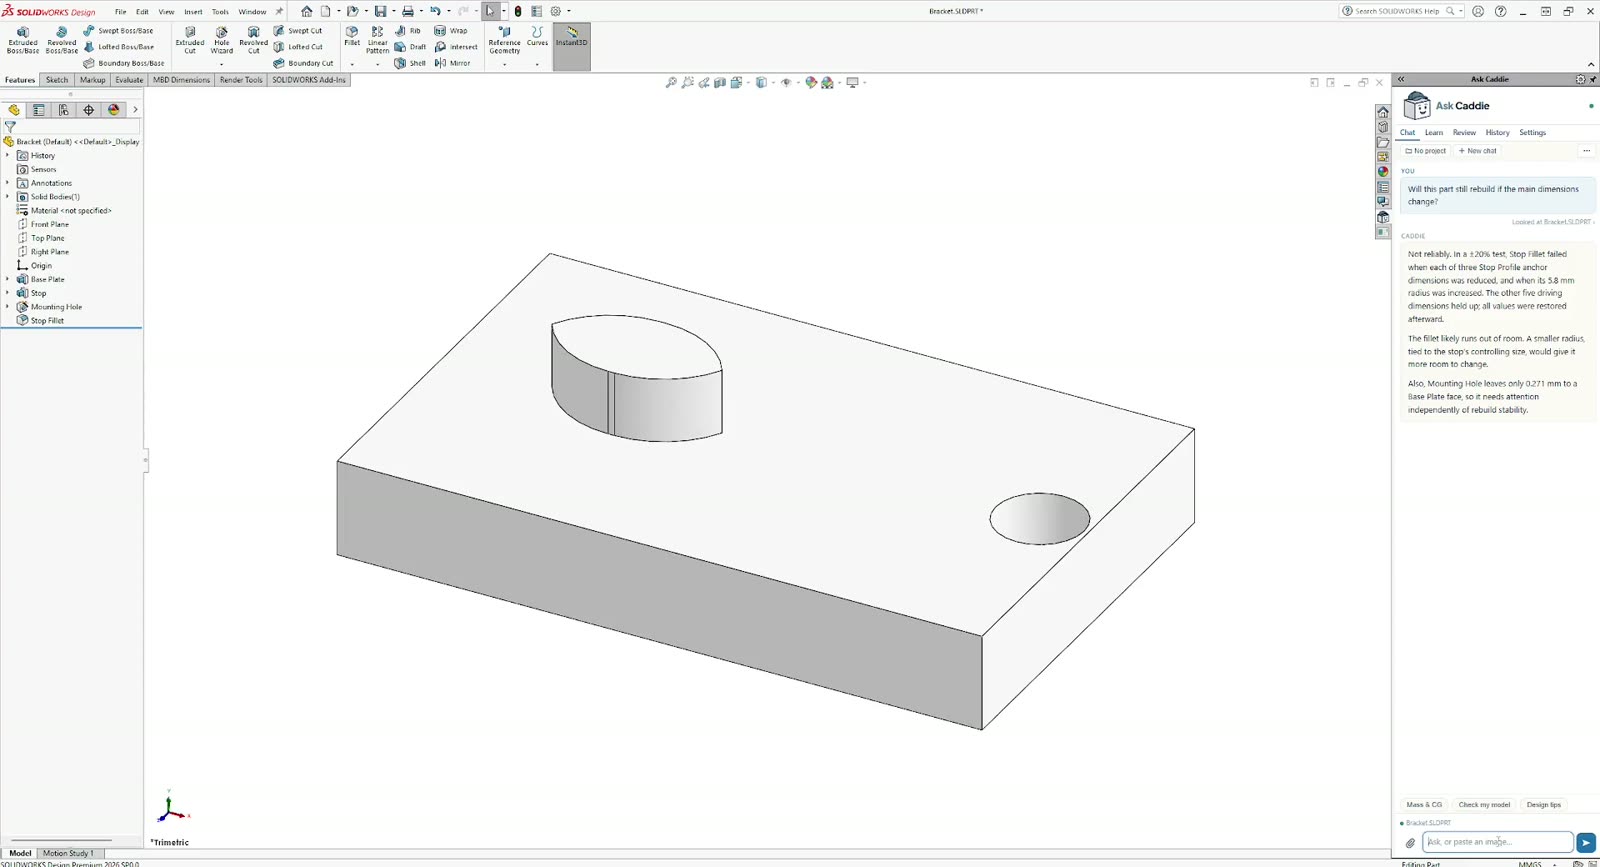 SOLIDWORKS Design
File Edit View Insert Tools Window
Bracket.SLDPRT *
Search SOLIDWORKS Help
Extruded Boss/Base
Revolved Boss/Base
Swept Boss/Base
Lofted Boss/Base
Boundary Boss/Base
Extruded Cut
Hole Wizard
Revolved Cut
Swept Cut
Lofted Cut
Boundary Cut
Fillet
Linear Pattern
Rib
Draft
Shell
Wrap
Intersect
Mirror
Reference Geometry
Curves
Instant3D
Features Sketch Markup Evaluate MBD Dimensions Render Tools SOLIDWORKS Add-Ins
Bracket (Default) <<Default>_Display
History
Sensors
Annotations
Solid Bodies(1)
Material <not specified>
Front Plane
Top Plane
Right Plane
Origin
Base Plate
Stop
Mounting Hole
Stop Fillet
*Trimetric
Model Motion Study 1
SOLIDWORKS Design Premium 2026 SP0.0
Ask Caddie
Ask Caddie
Chat Learn Review History Settings
No project + New chat
YOU
Will this part still rebuild if the main dimensions
change?
Looked at Bracket.SLDPRT ›
CADDIE
Not reliably. In a ±20% test, Stop Fillet failed
when each of three Stop Profile anchor
dimensions was reduced, and when its 5.8 mm
radius was increased. The other five driving
dimensions held up; all values were restored
afterward.
The fillet likely runs out of room. A smaller radius,
tied to the stop's controlling size, would give it
more room to change.
Also, Mounting Hole leaves only 0.271 mm to a
Base Plate face, so it needs attention
independently of rebuild stability.
Mass & CG Check my model Design tips
Bracket.SLDPRT
Ask, or paste an image...
Editing Part MMGS